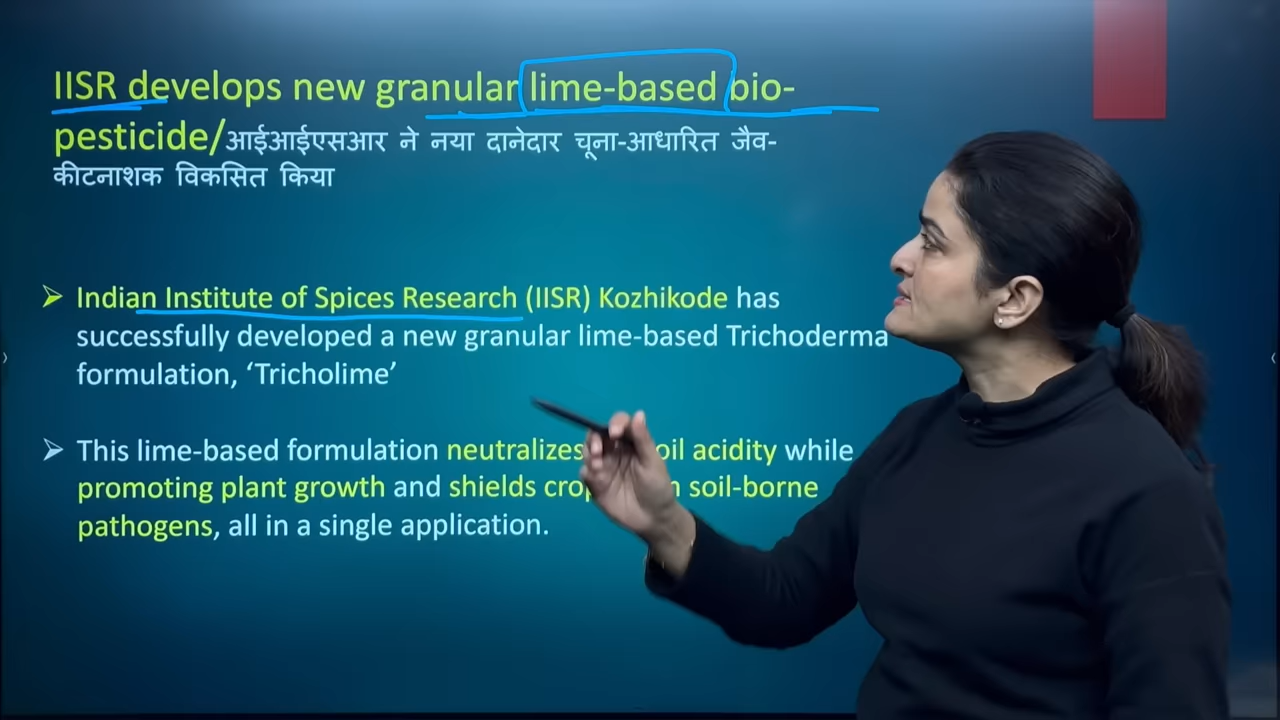 IISR develops new granular lime-based bio-
pesticide/आईआईएसआर ने नया दानेदार चूना-आधारित जैव-
कीटनाशक विकसित किया
Indian Institute of Spices Research (IISR) Kozhikode has
successfully developed a new granular lime-based Trichoderma
formulation, ‘Tricholime’
This lime-based formulation neutralizes acidity while
promoting plant growth and shields soil-borne
pathogens, all in a single application.